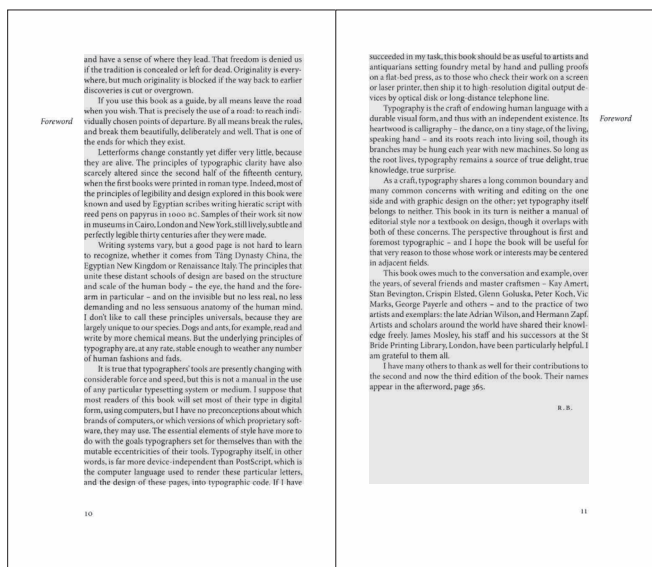 Foreword
and have a sense of where they lead. That freedom is denied us
if the tradition is concealed or left for dead. Originality is every-
where, but much originality is blocked if the way back to earlier
discoveries is cut or overgrown.
If you use this book as a guide, by all means leave the road
when you wish. That is precisely the use of a road: to reach indi-
vidually chosen points of departure. By all means break the rules,
and break them beautifully, deliberately and well. That is one of
the ends for which they exist.
Letterforms change constantly yet differ very little, because
they are alive. The principles of typographic clarity have also
scarcely altered since the second half of the fifteenth century,
when the first books were printed in roman type. Indeed, most of
the principles of legibility and design explored in this book were
known and used by Egyptian scribes writing hieratic script with
reed pens on papyrus in 1000 BC. Samples of their work sit now
in museums in Cairo, London and New York, still lively, subtle and
perfectly legible thirty centuries after they were made.
Writing systems vary, but a good page is not hard to learn
to recognize, whether it comes from Táng Dynasty China, the
Egyptian New Kingdom or Renaissance Italy. The principles that
unite these distant schools of design are based on the structure
and scale of the human body – the eye, the hand and the fore-
arm in particular – and on the invisible but no less real, no less
demanding and no less sensuous anatomy of the human mind.
I don't like to call these principles universals, because they are
largely unique to our species. Dogs and ants, for example, read and
write by more chemical means. But the underlying principles of
typography are, at any rate, stable enough to weather any number
of human fashions and fads.
It is true that typographers' tools are presently changing with
considerable force and speed, but this is not a manual in the use
of any particular typesetting system or medium. I suppose that
most readers of this book will set most of their type in digital
form, using computers, but I have no preconceptions about which
brands of computers, or which versions of which proprietary soft-
ware, they may use. The essential elements of style have more to
do with the goals typographers set for themselves than with the
mutable eccentricities of their tools. Typography itself, in other
words, is far more device-independent than PostScript, which is
the computer language used to render these particular letters,
and the design of these pages, into typographic code. If I have
10
succeeded in my task, this book should be as useful to artists and
antiquarians setting foundry metal by hand and pulling proofs
on a flat-bed press, as to those who check their work on a screen
or laser printer, then ship it to high-resolution digital output de-
vices by optical disk or long-distance telephone line.
Typography is the craft of endowing human language with a
durable visual form, and thus with an independent existence. Its
heartwood is calligraphy – the dance, on a tiny stage, of the living,
speaking hand – and its roots reach into living soil, though its
branches may be hung each year with new machines. So long as
the root lives, typography remains a source of true delight, true
knowledge, true surprise.
As a craft, typography shares a long common boundary and
many common concerns with writing and editing on the one
side and with graphic design on the other; yet typography itself
belongs to neither. This book in its turn is neither a manual of
editorial style nor a textbook on design, though it overlaps with
both of these concerns. The perspective throughout is first and
foremost typographic – and I hope the book will be useful for
that very reason to those whose work or interests may be centered
in adjacent fields.
This book owes much to the conversation and example, over
the years, of several friends and master craftsmen – Kay Amert,
Stan Bevington, Crispin Elsted, Glenn Goluska, Peter Koch, Vic
Marks, George Payerle and others – and to the practice of two
artists and exemplars: the late Adrian Wilson, and Hermann Zapf.
Artists and scholars around the world have shared their knowl-
edge freely. James Mosley, his staff and his successors at the St
Bride Printing Library, London, have been particularly helpful. I
am grateful to them all.
I have many others to thank as well for their contributions to
the second and now the third edition of the book. Their names
appear in the afterword, page 365.
R.B.
Foreword
11